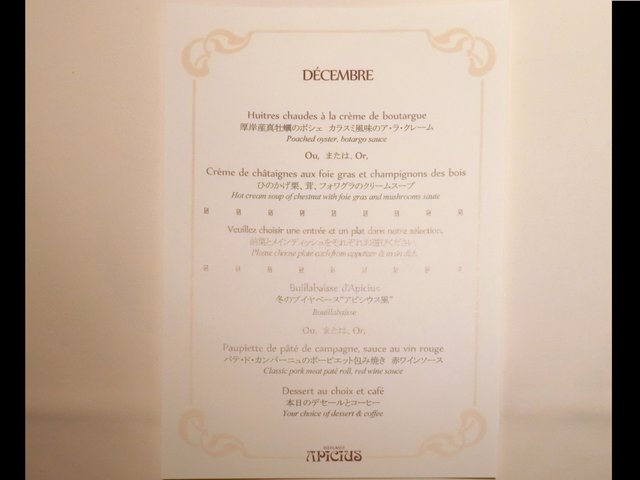 DÉCEMBRE
Huîtres chaudes à la crème de boutargue
厚岸産真牡蠣のポシェ カラスミ風味のア・ラ・クレーム
Poached oyster, botargo sauce
Ou, または, Or,
Crème de châtaignes aux foie gras et champignons des bois
ひのかげ栗、茸、フォワグラのクリームスープ
Hot cream soup of chestnut with foie gras and mushrooms saute
Veuillez choisir une entrée et un plat dans notre sélection.
前菜とメインディッシュをそれぞれお選びください
Please choose plate each from appetizer & main dish.
Buillabaisse d'Apicius
冬のブイヤベース"アピシウス風"
Bouillabaisse
Ou, または, Or,
Paupiette de pâté de campagne, sauce au vin rouge
パテ・ド・カンパーニュのポーピエット包み焼き 赤ワインソース
Classic pork meat paté roll, red wine sauce
Dessert au choix et café
本日のデセールとコーヒー
Your choice of dessert & coffee
APICIUS